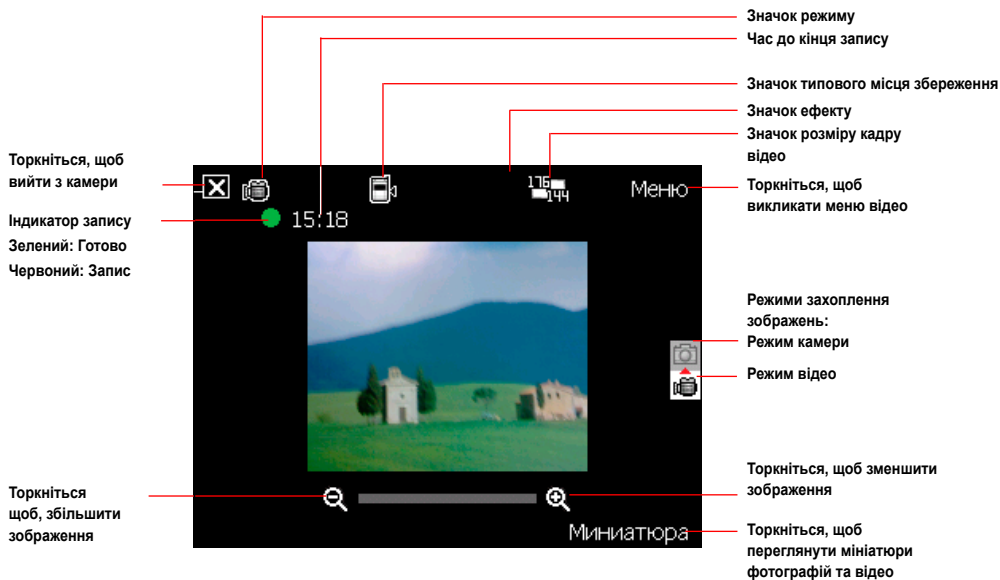 Значок режиму
Час до кінця запису
Значок типового місця збереження
Значок ефекту
Значок розміру кадру
відео
Торкніться, щоб
вийти з камери
176
144
Меню
Торкніться, щоб
викликати меню відео
Індикатор запису
Зелений: Готово
Червоний: Запис
15:18
Режими захоплення
зображень:
Режим камери
Режим відео
Торкніться
щоб, збільшити
зображення
Торкніться, щоб зменшити
зображення
Миниатюра
Торкніться, щоб
переглянути мініатюри
фотографій та відео